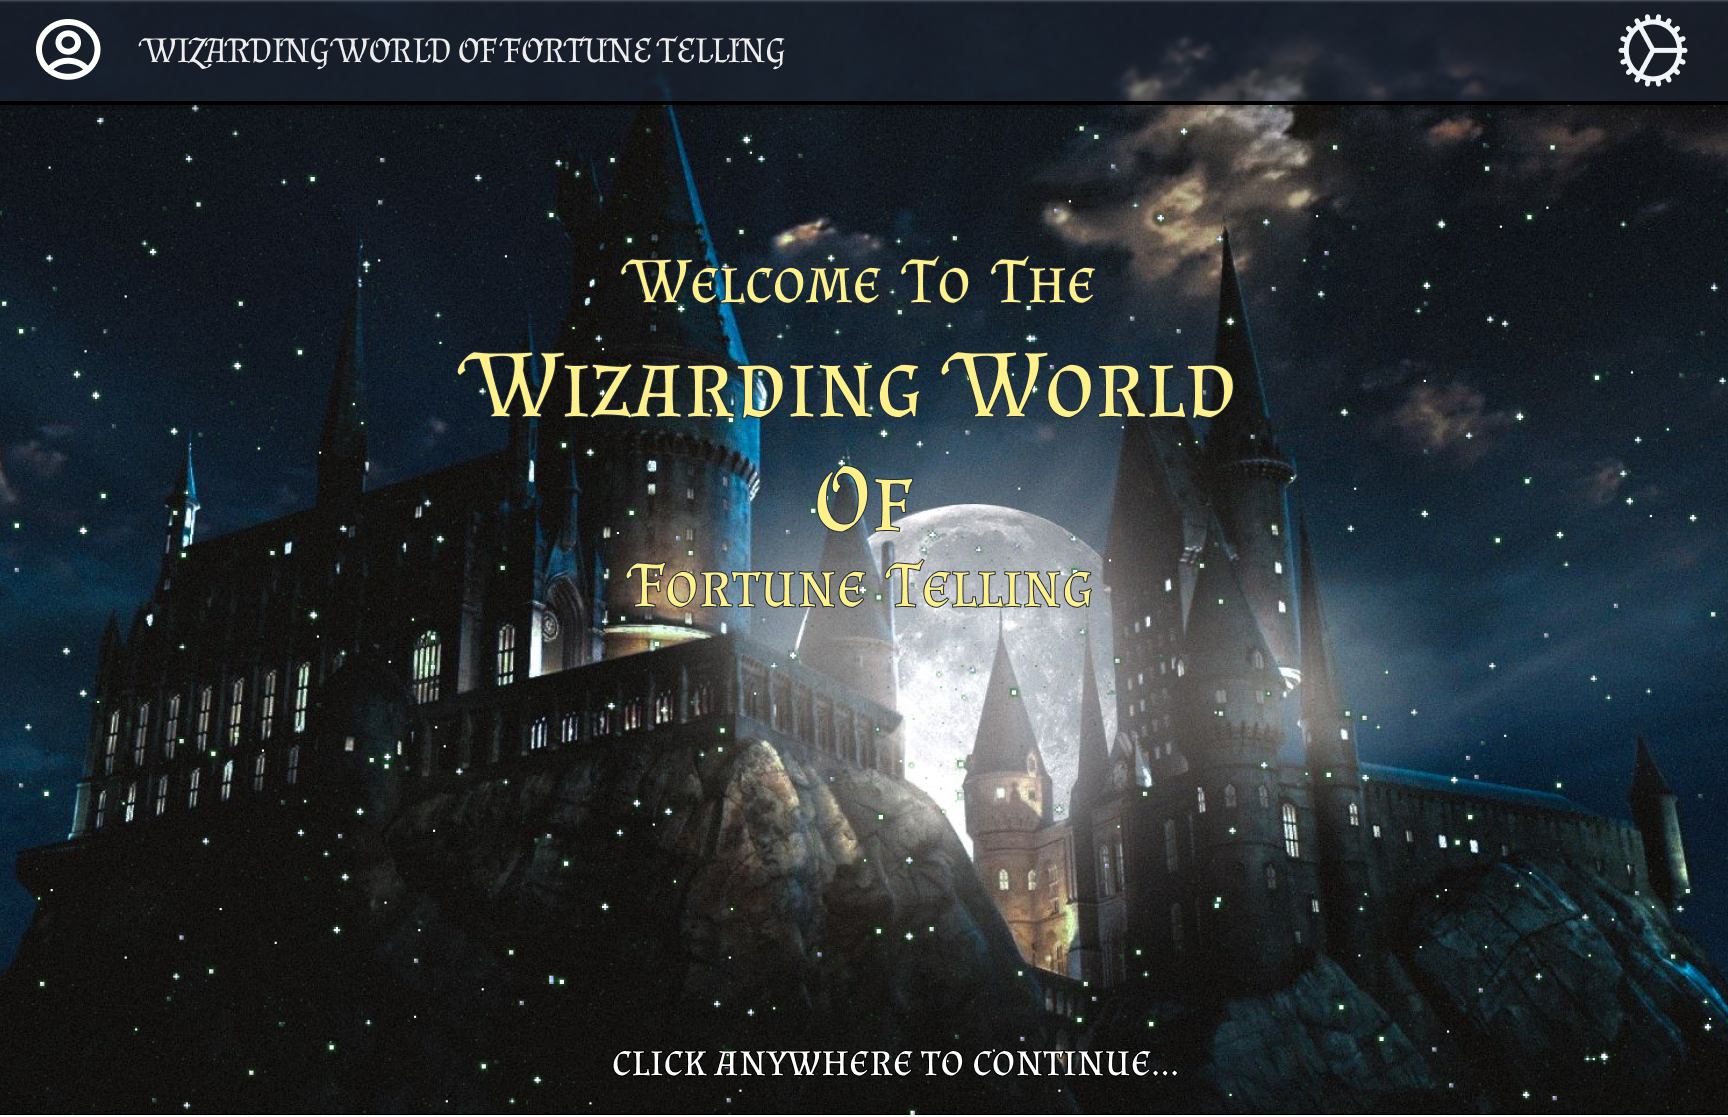 WIZARDING WORLD OF FORTUNE TELLING
Welcome To The
Wizarding World
Of
Fortune Telling
CLICK ANYWHERE TO CONTINUE...